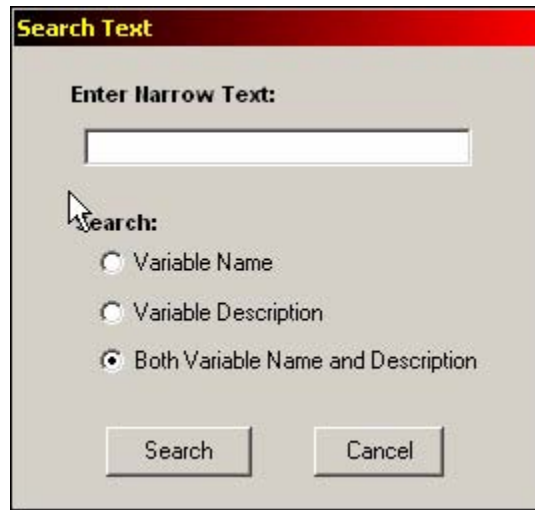 Search Text
Enter Narrow Text:
Search:
Variable Name
Variable Description
Both Variable Name and Description
Search Cancel